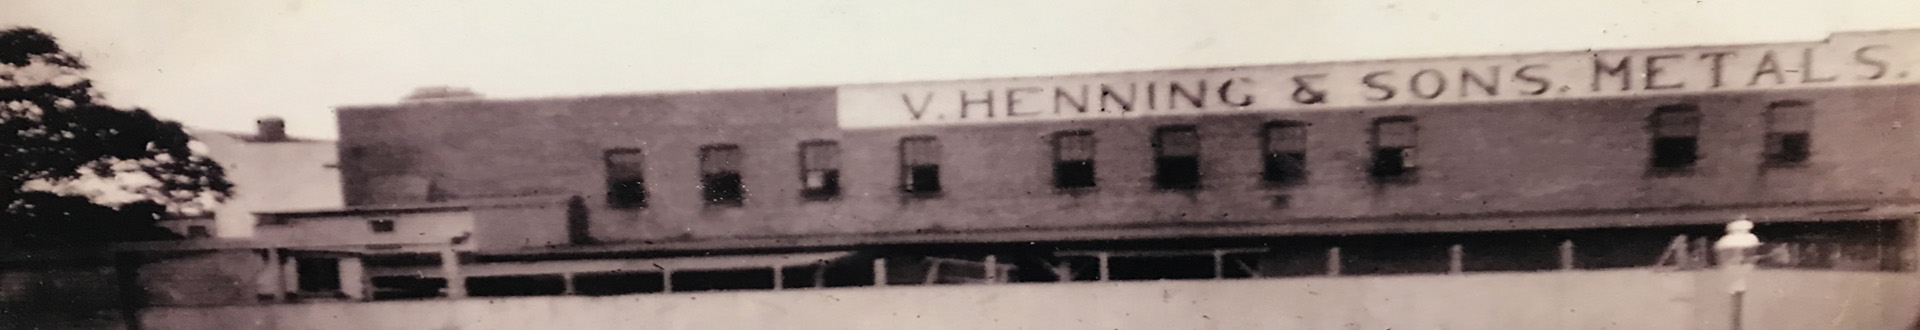 V. HENNING & SONS. METALS.